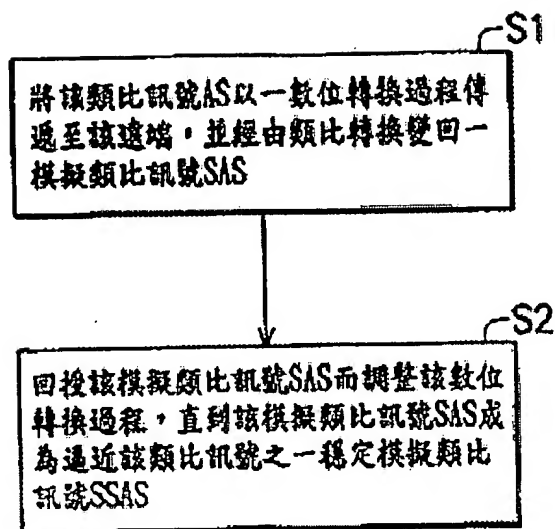 S1
將該類比訊號AS以一數位轉換過程傳
遞至該遠端，並經由類比轉換變回一
模擬類比訊號SAS
S2
回授該模擬類比訊號SAS而調整該數位
轉換過程，直到該模擬類比訊號SAS成
為逼近該類比訊號之一穩定模擬類比
訊號SSAS